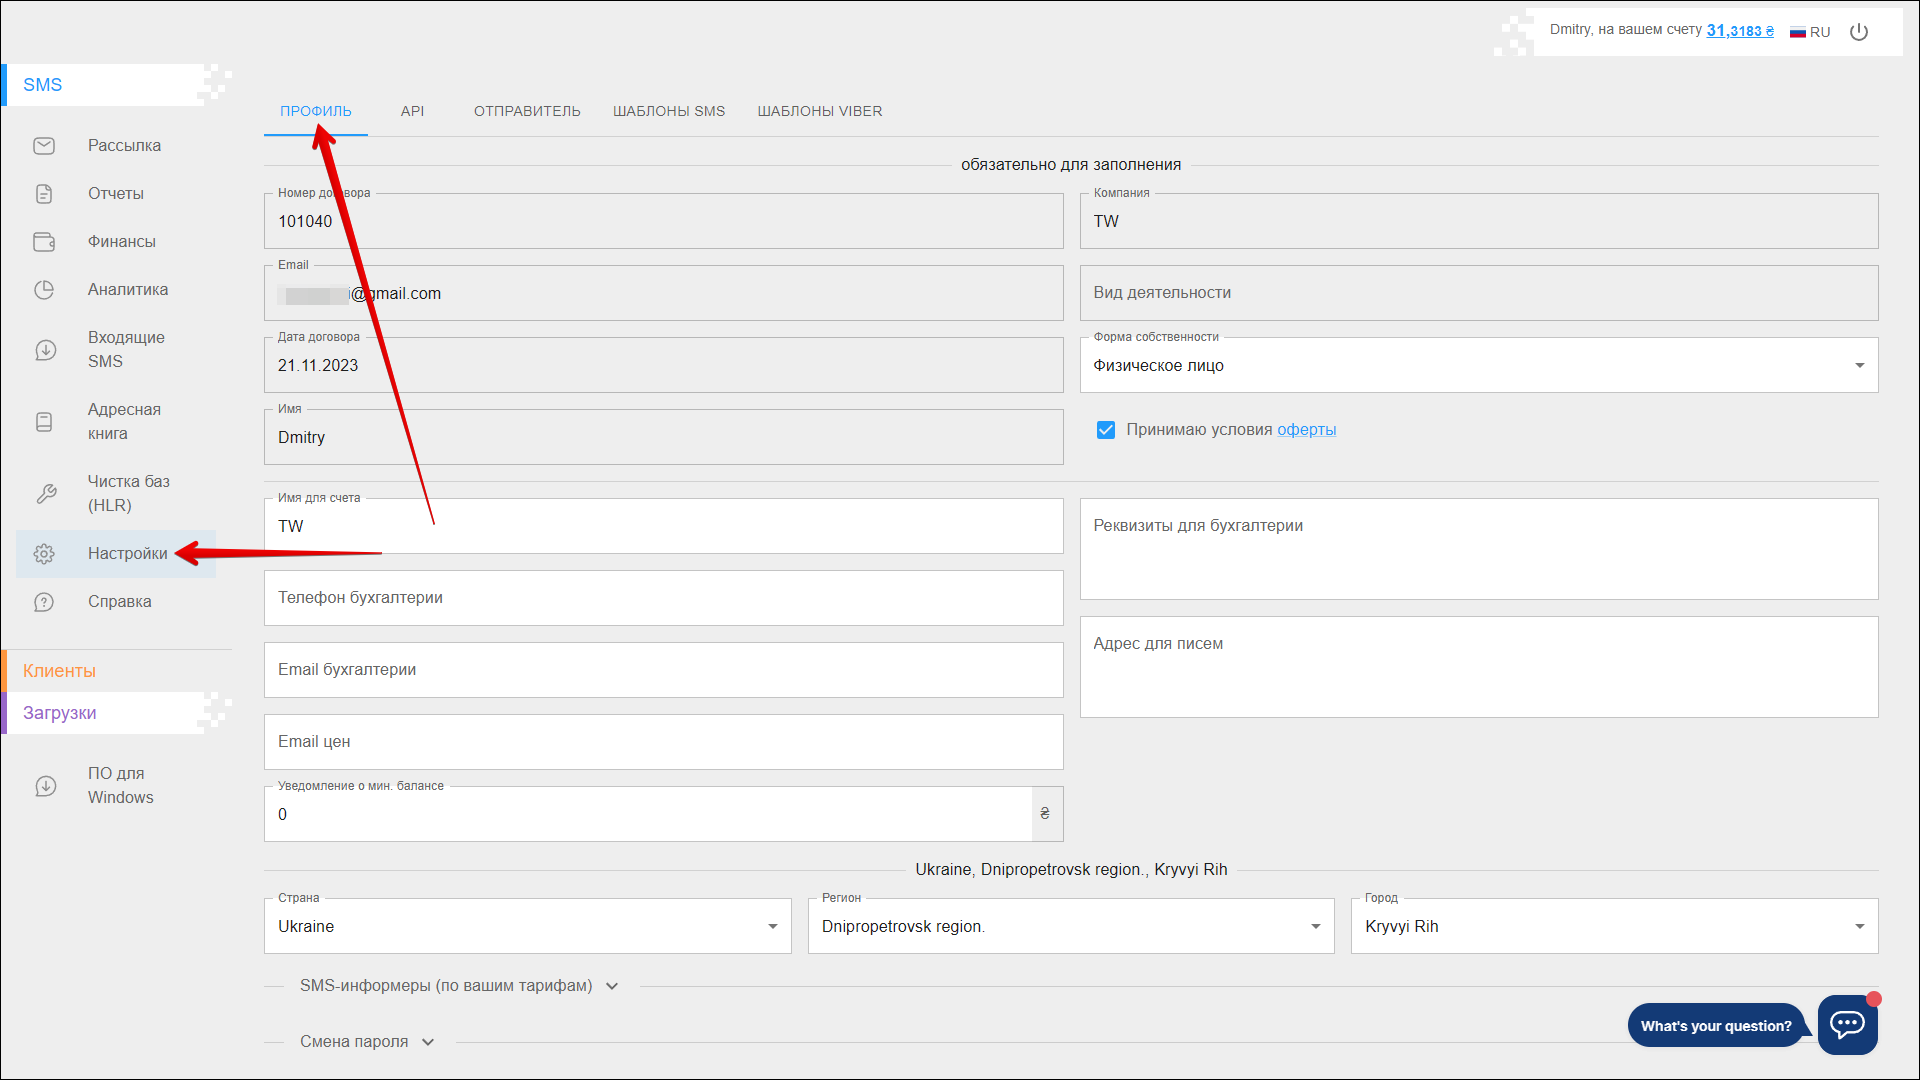 Dmitry, на вашем счету 31,3183 ₴ RU
SMS
Рассылка
Отчеты
Финансы
Аналитика
Входящие
SMS
Адресная
книга
Чистка баз
(HLR)
Настройки
Справка
Клиенты
Загрузки
ПО для
Windows
ПРОФИЛЬ API ОТПРАВИТЕЛЬ ШАБЛОНЫ SMS ШАБЛОНЫ VIBER
обязательно для заполнения
Номер договора
101040
Компания
TW
Email
i@gmail.com
Вид деятельности
Дата договора
21.11.2023
Форма собственности
Физическое лицо
Имя
Dmitry
Принимаю условия оферты
Имя для счета
TW
Реквизиты для бухгалтерии
Телефон бухгалтерии
Email бухгалтерии
Адрес для писем
Email цен
Уведомление о мин. балансе
0 ₴
Ukraine, Dnipropetrovsk region., Kryvyi Rih
Страна
Ukraine
Регион
Dnipropetrovsk region.
Город
Kryvyi Rih
SMS-информеры (по вашим тарифам)
Смена пароля
What's your question?